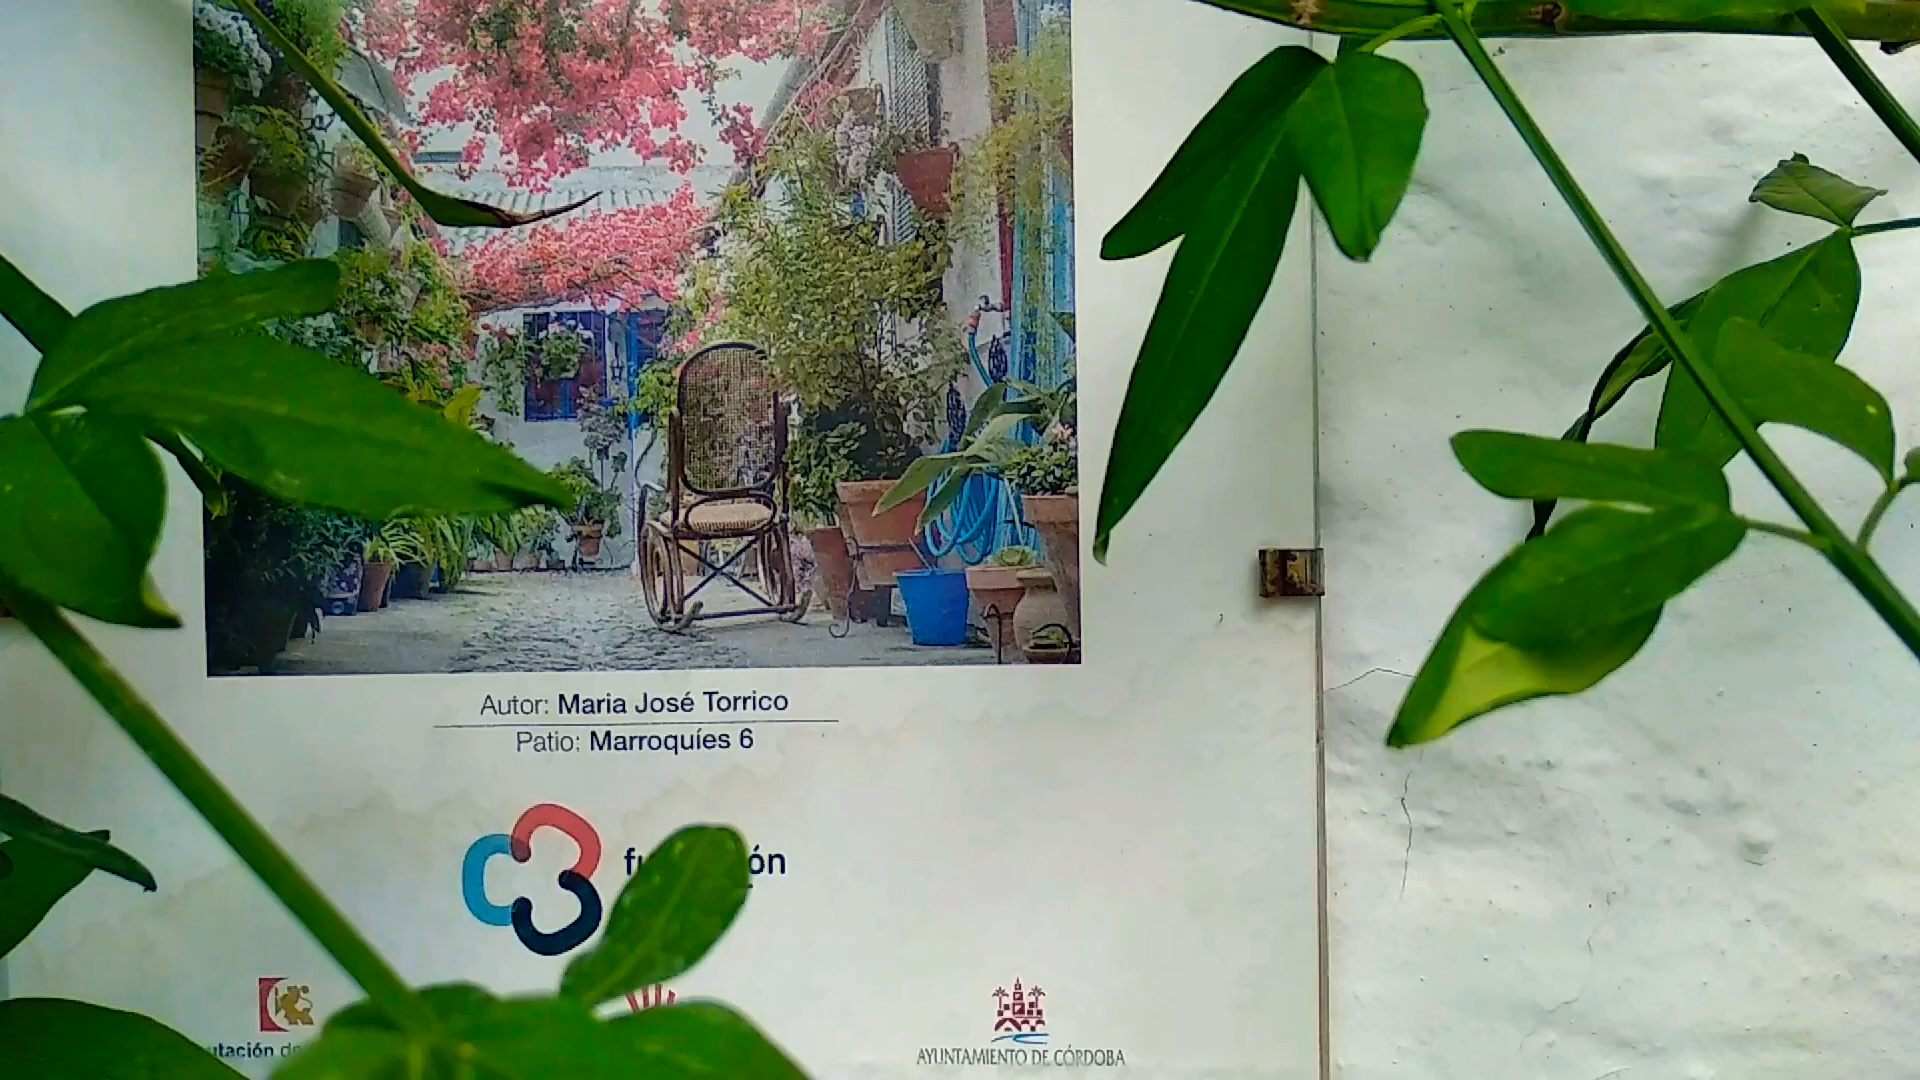 Autor: Maria José Torrico
Patio: Marroquíes 6
AYUNTAMIENTO DE CÓRDOBA